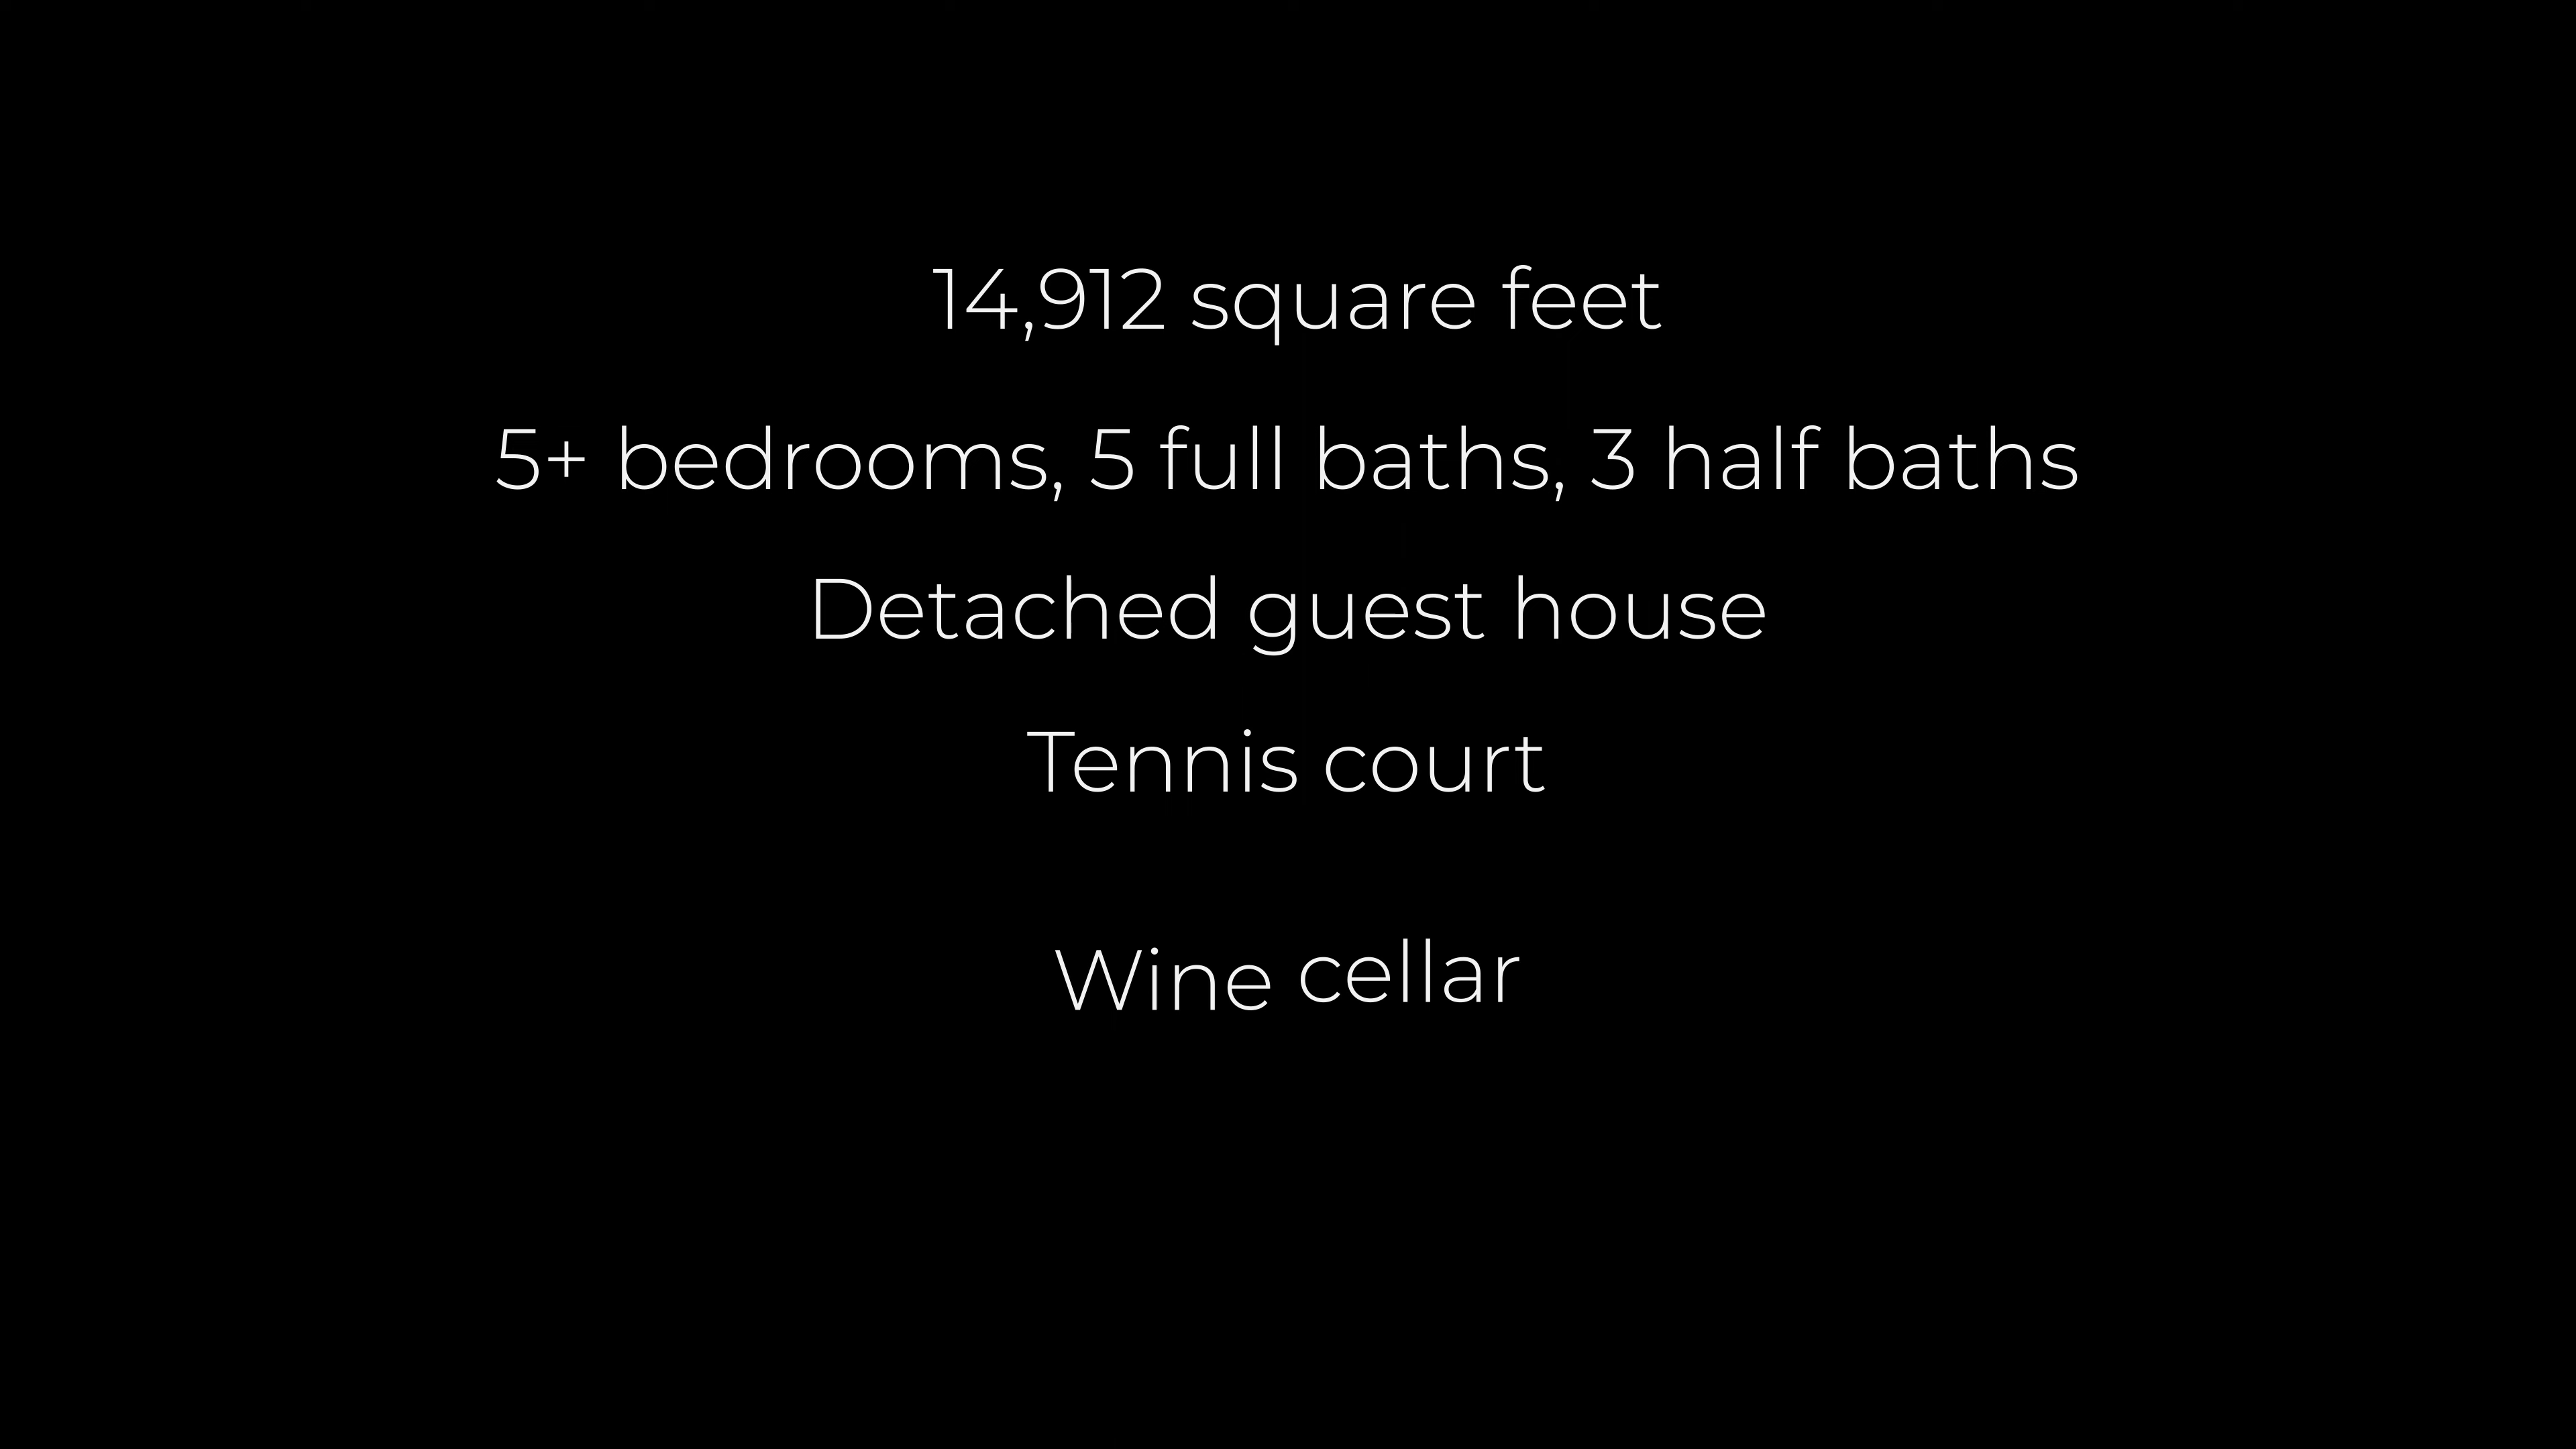 14,912 square feet
5+ bedrooms, 5 full baths, 3 half baths
Detached guest house
Tennis court
Wine cellar